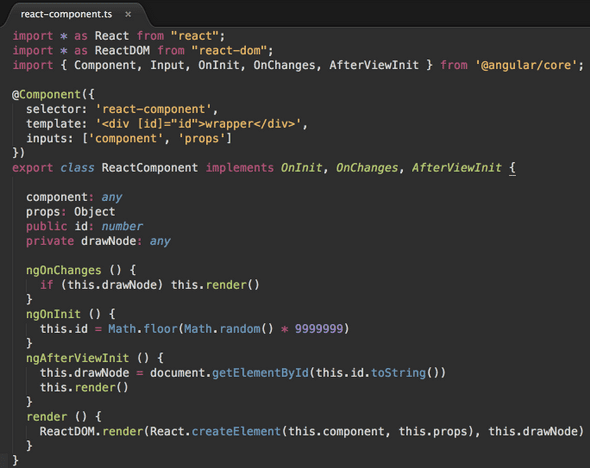 react-component.ts ×
import * as React from "react";
import * as ReactDOM from "react-dom";
import { Component, Input, OnInit, OnChanges, AfterViewInit } from '@angular/core';
@Component({
  selector: 'react-component',
  template: '<div [id]="id">wrapper</div>',
  inputs: ['component', 'props']
})
export class ReactComponent implements OnInit, OnChanges, AfterViewInit {
  component: any
  props: Object
  public id: number
  private drawNode: any
  ngOnChanges () {
    if (this.drawNode) this.render()
  }
  ngOnInit () {
    this.id = Math.floor(Math.random() * 9999999)
  }
  ngAfterViewInit () {
    this.drawNode = document.getElementById(this.id.toString())
    this.render()
  }
  render () {
    ReactDOM.render(React.createElement(this.component, this.props), this.drawNode)
  }
}